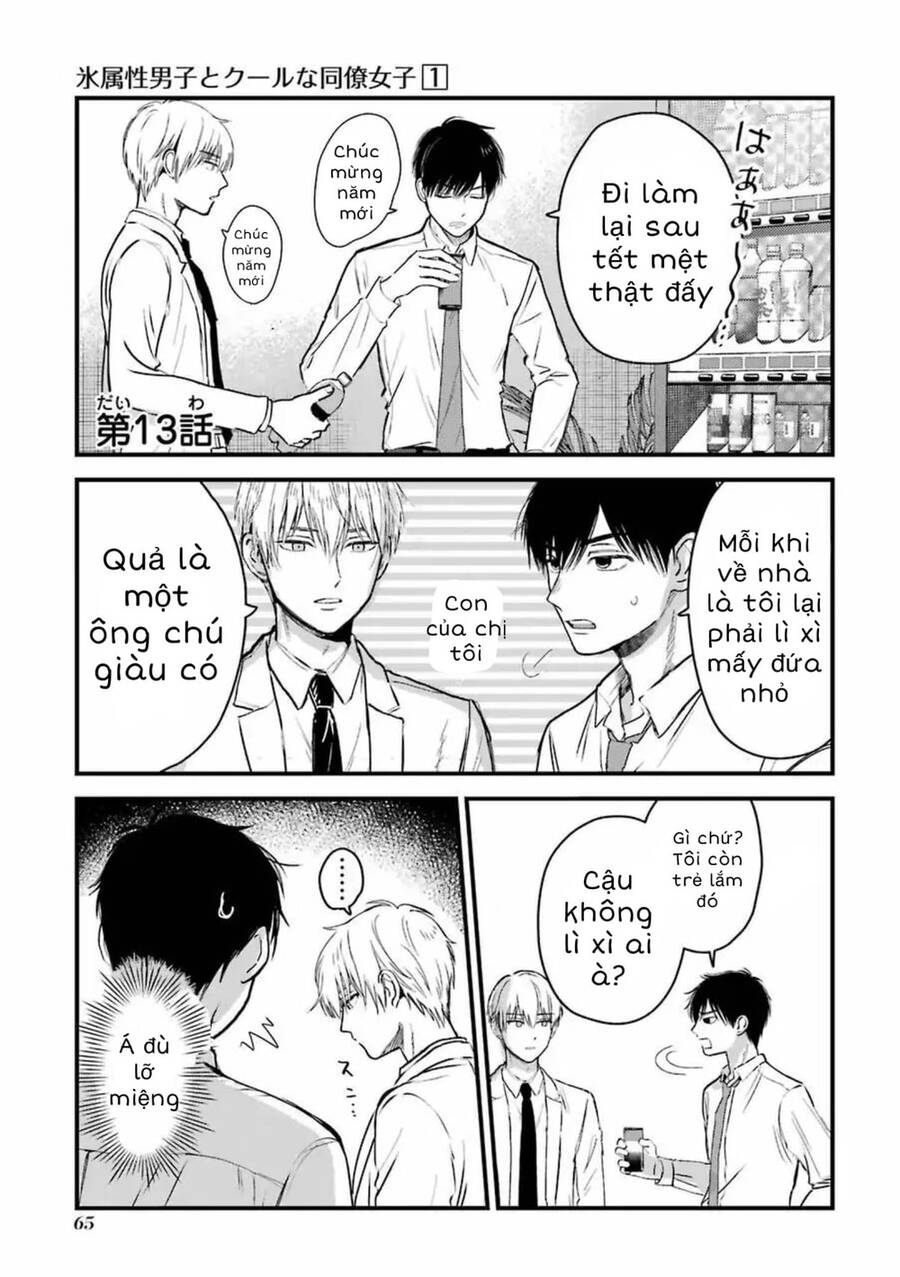 氷属性男子とクールな同僚女子 1
はぁぁ〜…
Đi làm
lại sau
tết mệt
thật đấy
Chúc
mừng
năm
mới
Chúc
mừng
năm
mới
だい わ
第13話
Mỗi khi
về nhà
là tôi lại
phải lì xì
mấy đứa
nhỏ
Con
của chị
tôi
Quả là
một
ông chú
giàu có
Gì chứ?
Tôi còn
trẻ lắm
đó
Cậu
không
lì xì ai
à?
……
ス…
Á đù
lỡ
miệng
65